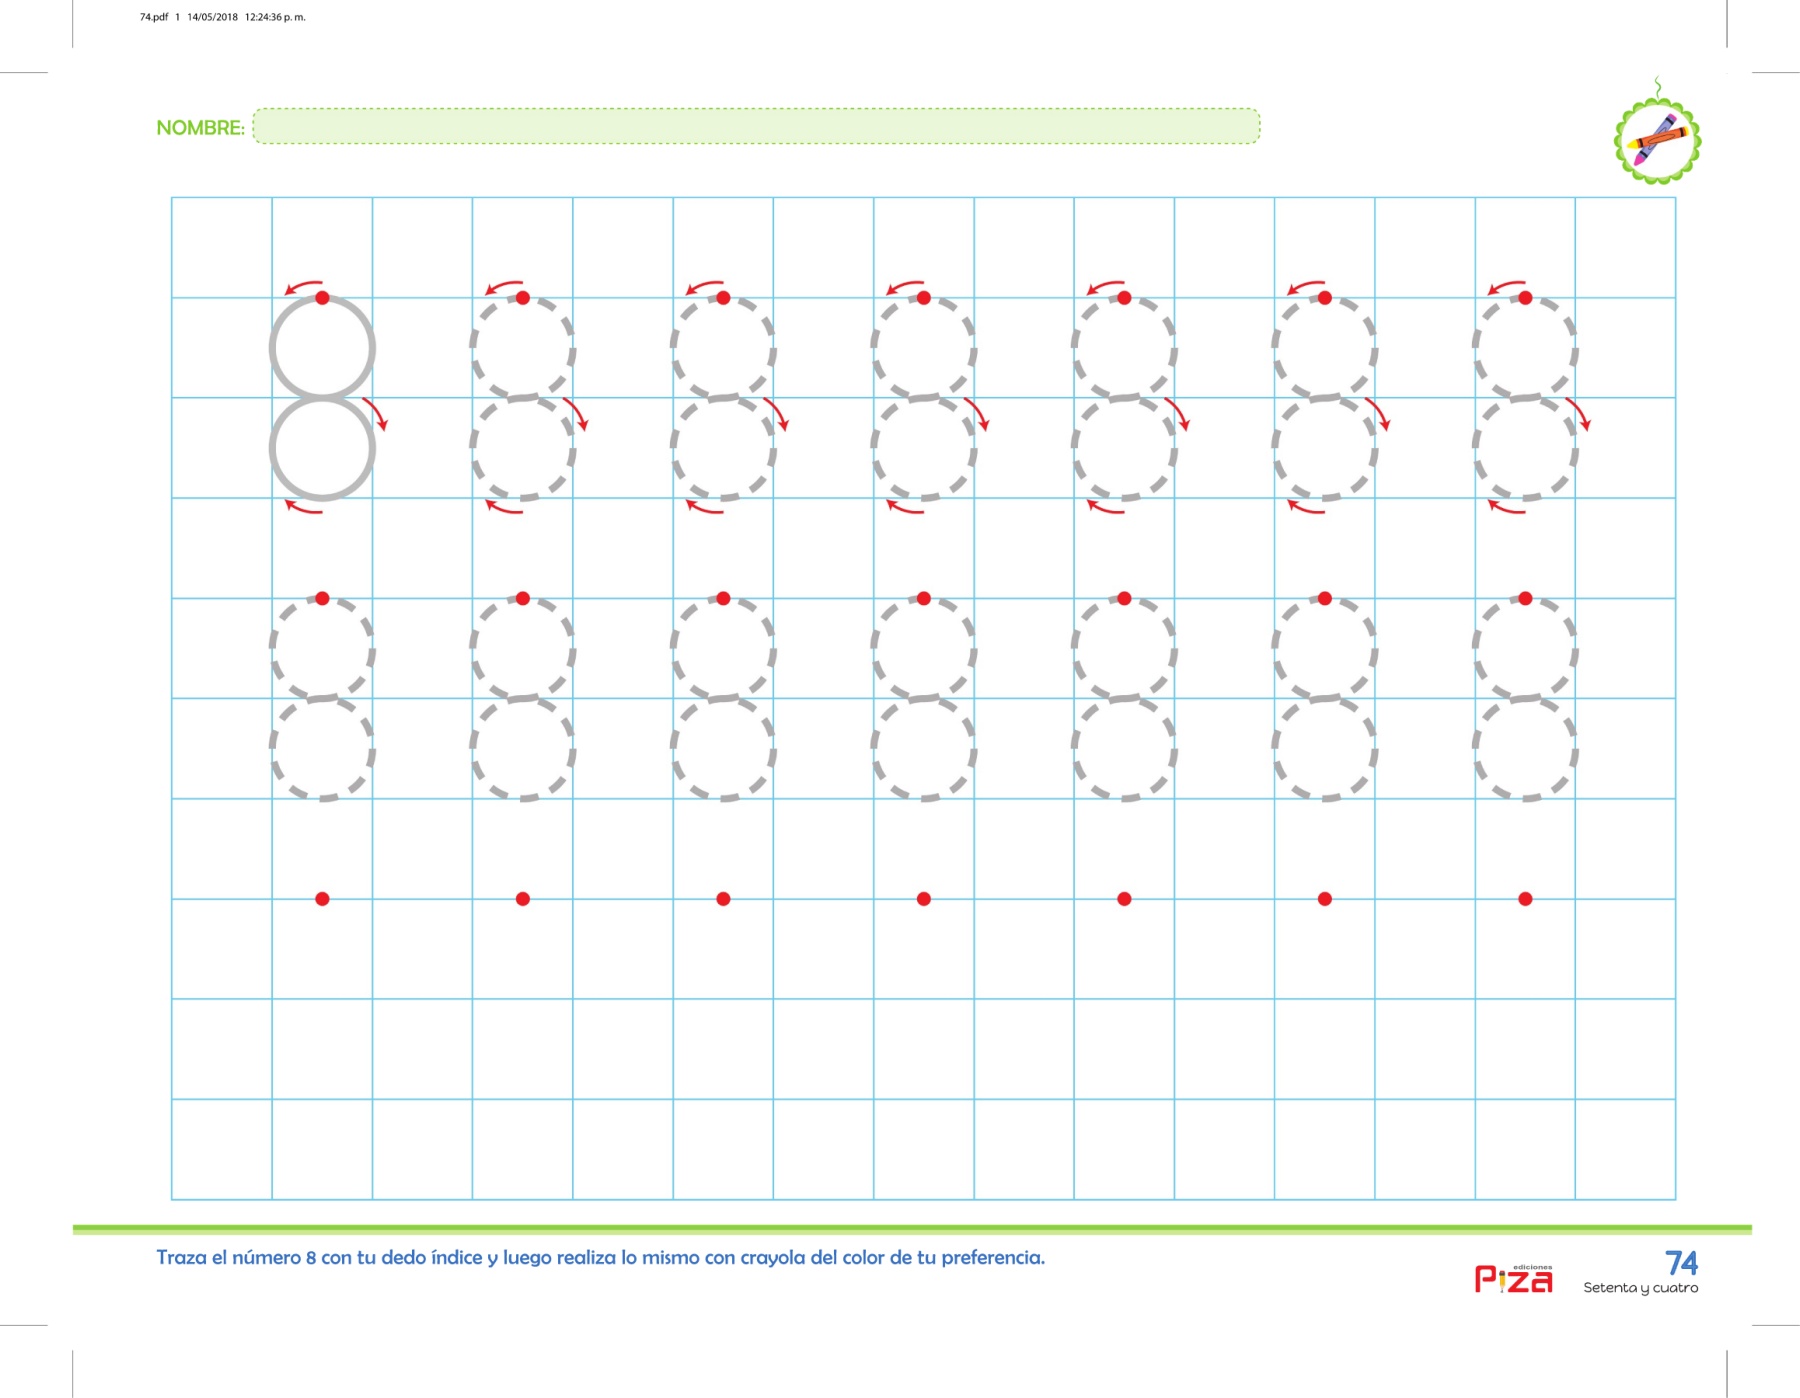 74.pdf 1 14/05/2018 12:24:36 p. m.
NOMBRE:
Traza el número 8 con tu dedo índice y luego realiza lo mismo con crayola del color de tu preferencia.
ediciones
Piza
74
Setenta y cuatro